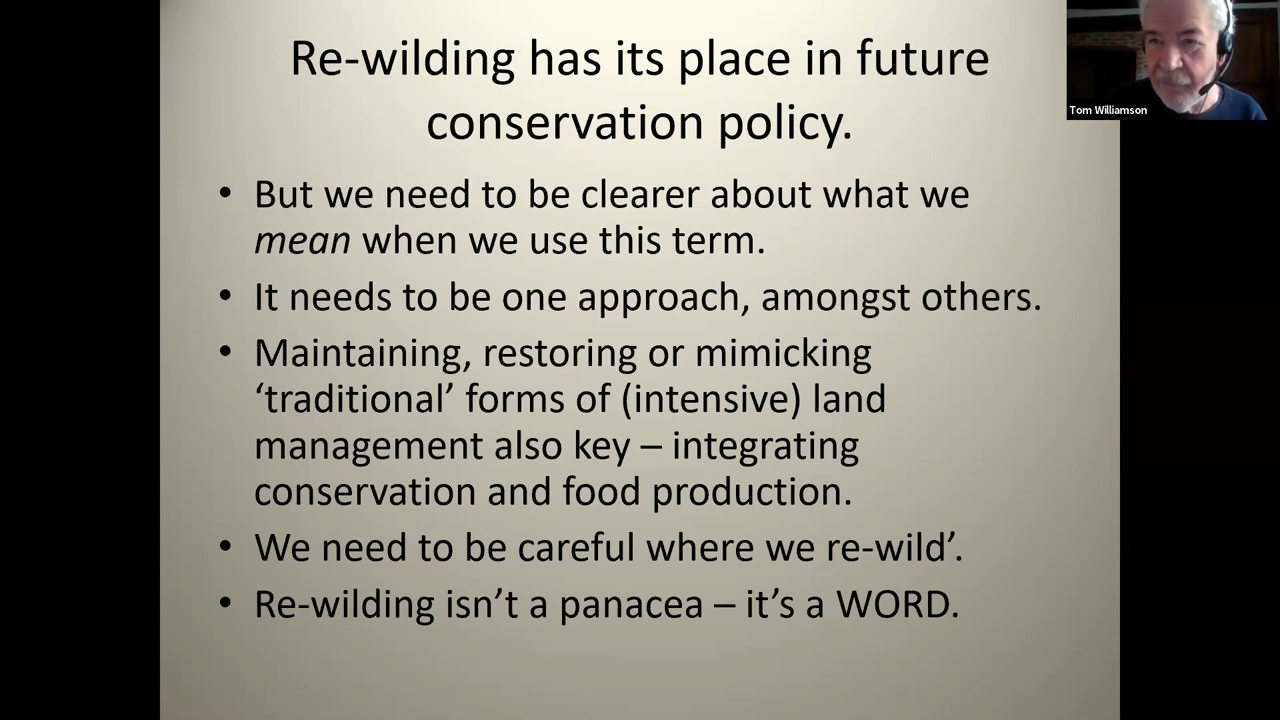 Re-wilding has its place in future
conservation policy.
Tom Williamson
• But we need to be clearer about what we
mean when we use this term.
• It needs to be one approach, amongst others.
• Maintaining, restoring or mimicking
‘traditional’ forms of (intensive) land
management also key – integrating
conservation and food production.
• We need to be careful where we re-wild’.
• Re-wilding isn’t a panacea – it’s a WORD.